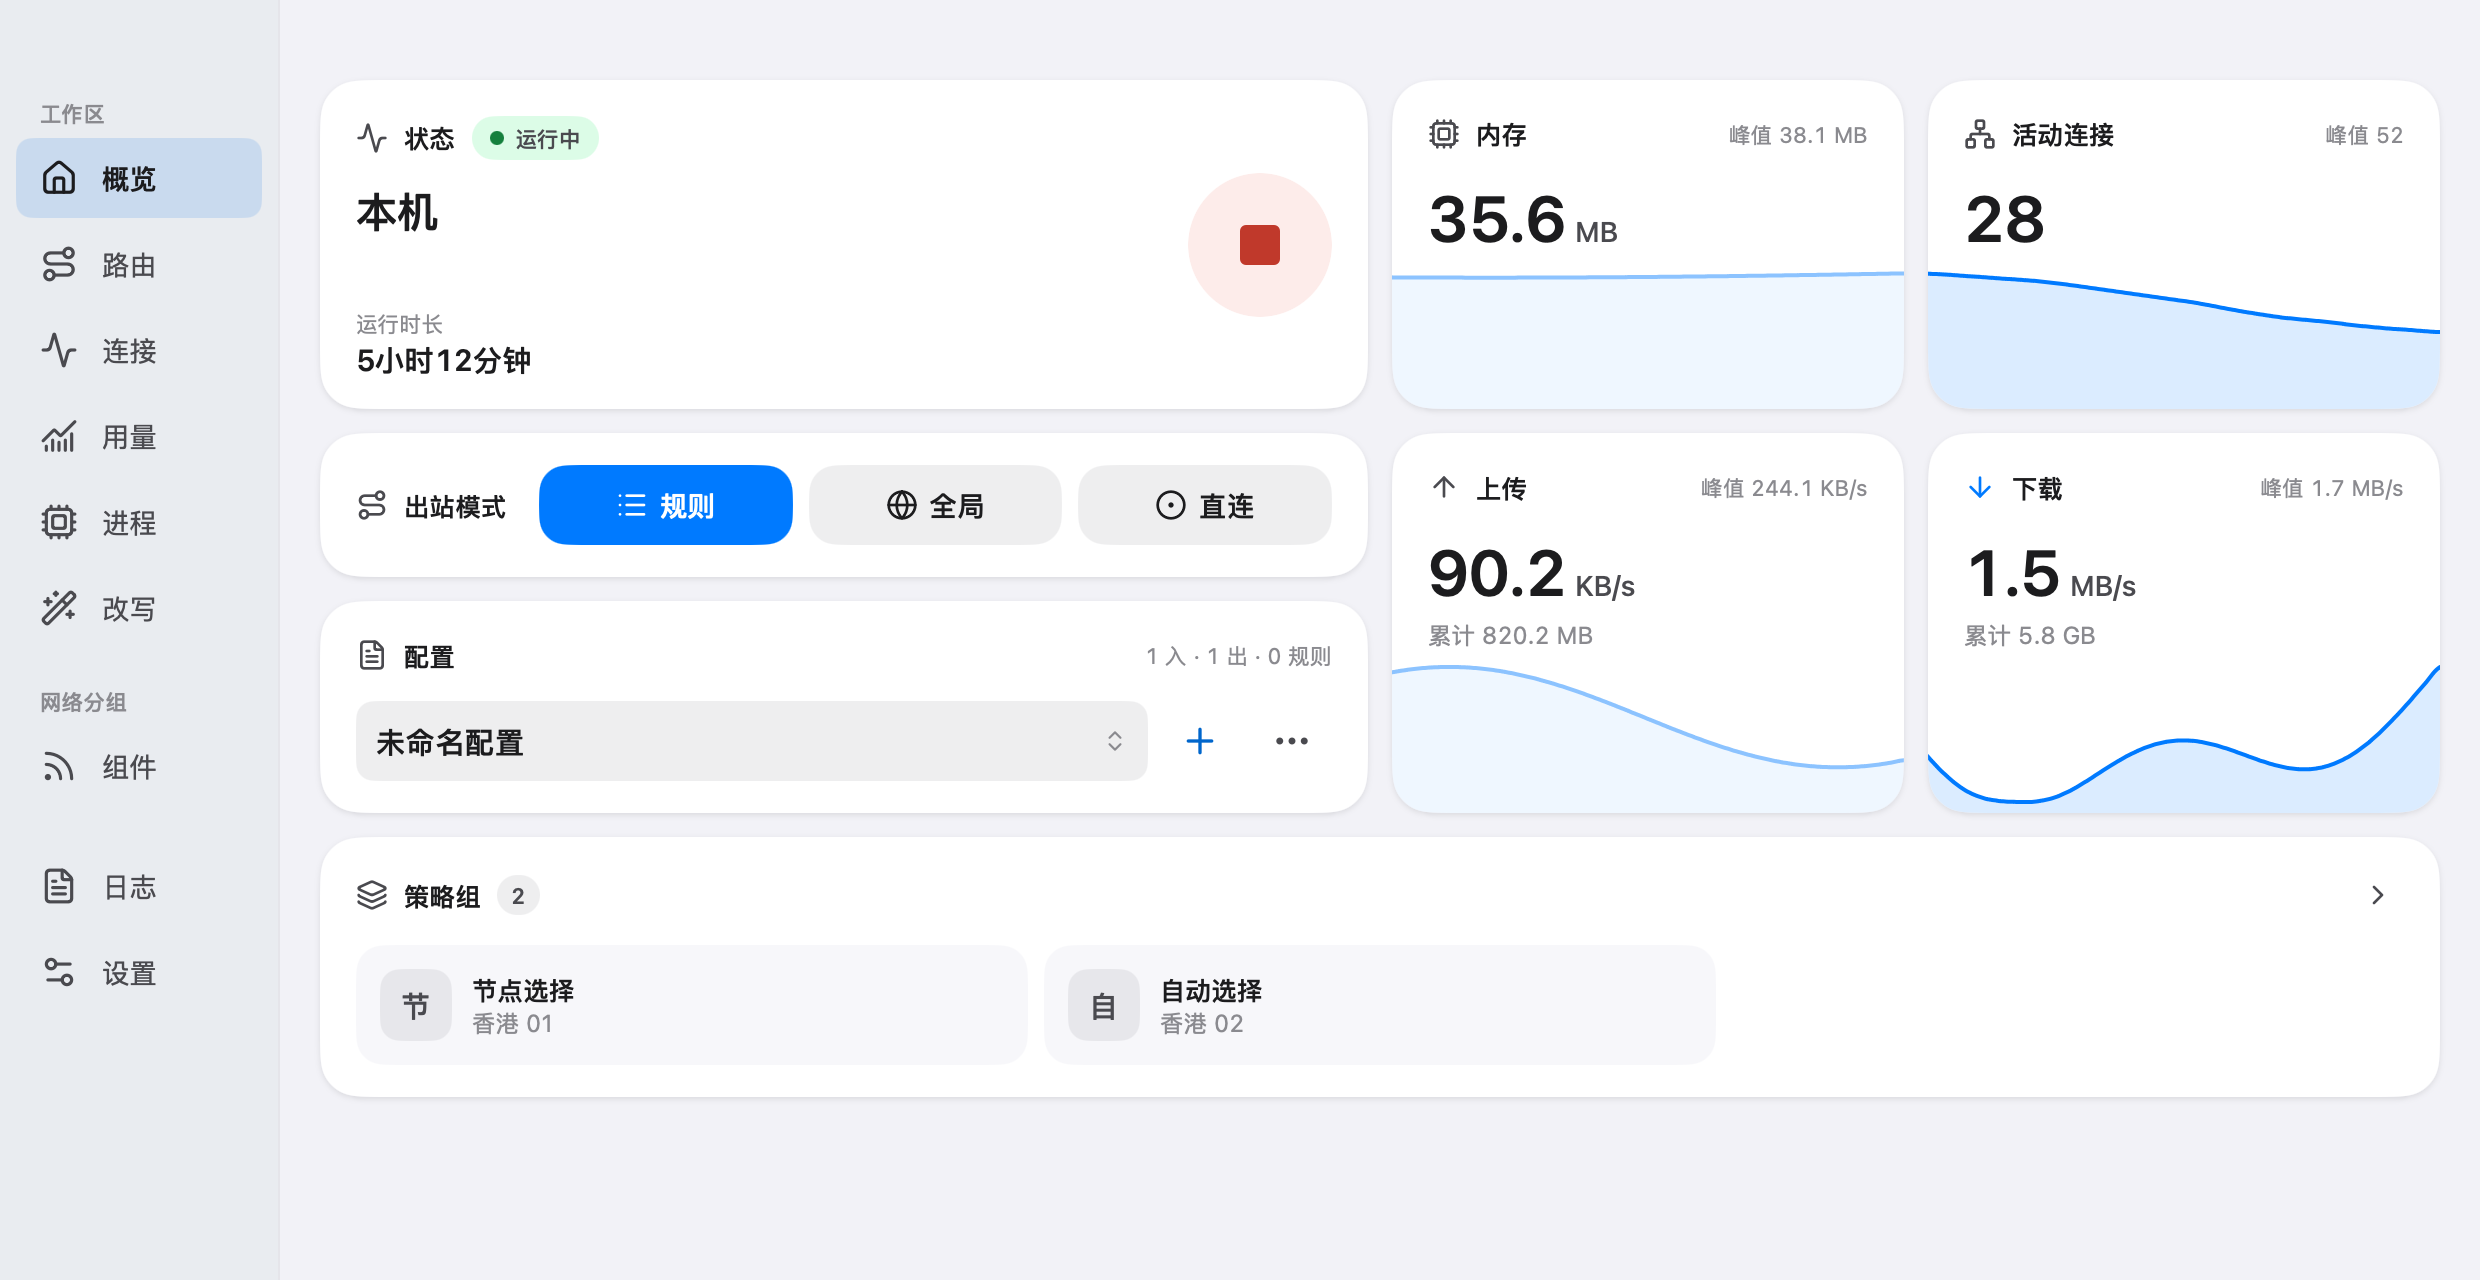 工作区
概览
路由
连接
用量
进程
改写
网络分组
组件
日志
设置
状态 运行中
本机
运行时长
5小时12分钟
内存 峰值 38.1 MB
35.6 MB
活动连接 峰值 52
28
出站模式 规则 全局 直连
配置 1 入 · 1 出 · 0 规则
未命名配置
上传 峰值 244.1 KB/s
90.2 KB/s
累计 820.2 MB
下载 峰值 1.7 MB/s
1.5 MB/s
累计 5.8 GB
策略组 2
节 节点选择
香港 01
自 自动选择
香港 02